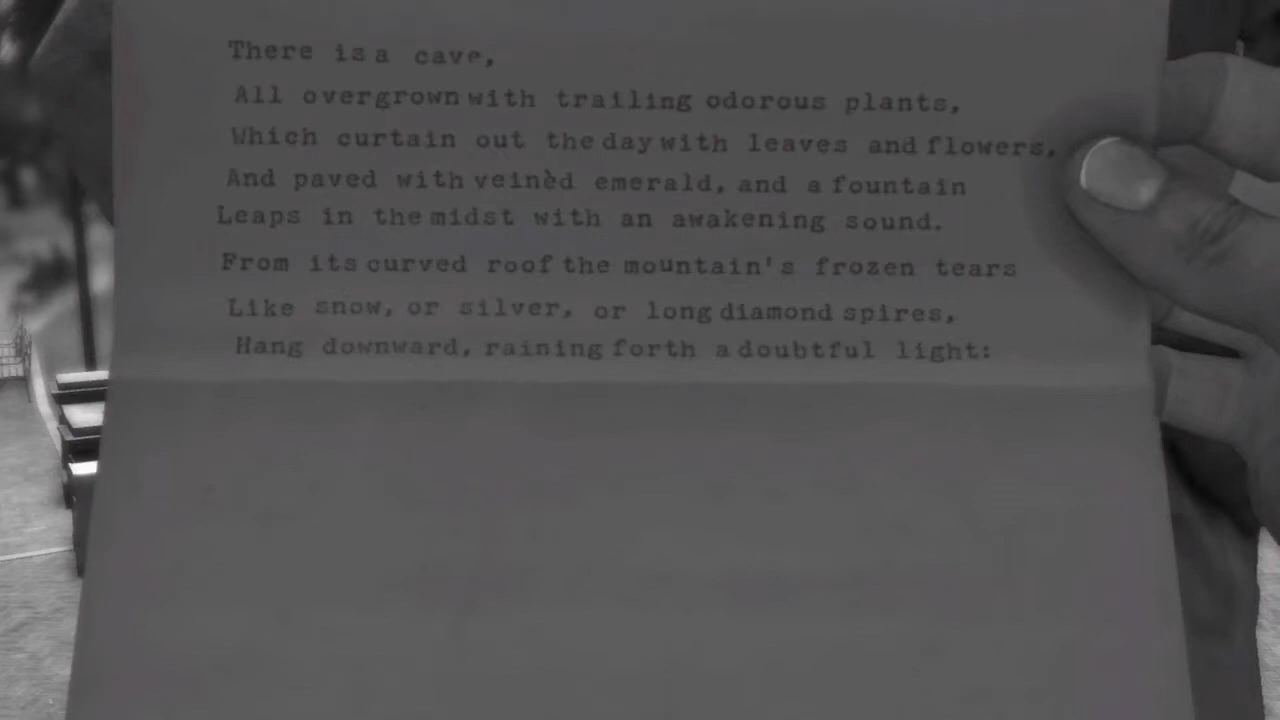 There is a cave,
All overgrown with trailing odorous plants,
Which curtain out the day with leaves and flowers,
And paved with veinèd emerald, and a fountain
Leaps in the midst with an awakening sound.
From its curved roof the mountain's frozen tears
Like snow, or silver, or long diamond spires,
Hang downward, raining forth a doubtful light: